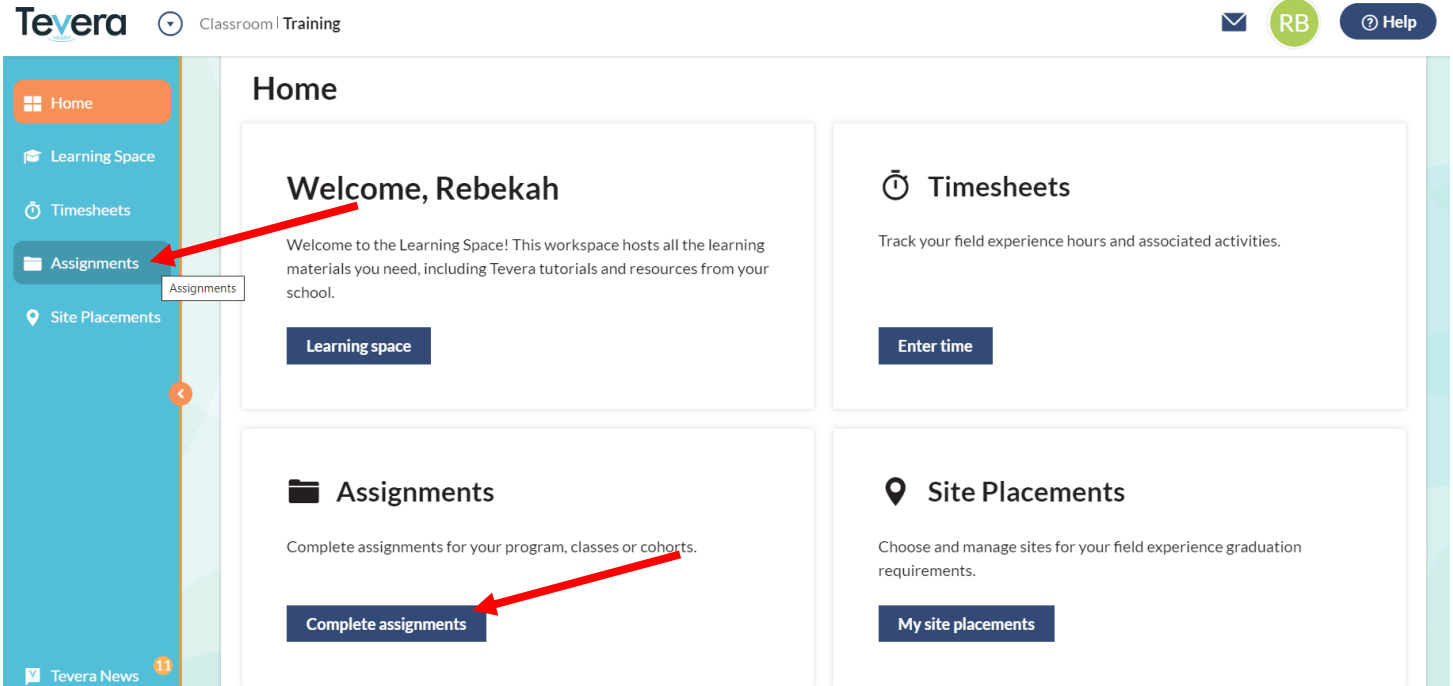 Tevera
Classroom | Training
RB
Help
Home
Learning Space
Timesheets
Assignments
Assignments
Site Placements
Tevera News
11
Home
Welcome, Rebekah
Welcome to the Learning Space! This workspace hosts all the learning
materials you need, including Tevera tutorials and resources from your
school.
Learning space
Timesheets
Track your field experience hours and associated activities.
Enter time
Assignments
Complete assignments for your program, classes or cohorts.
Complete assignments
Site Placements
Choose and manage sites for your field experience graduation
requirements.
My site placements